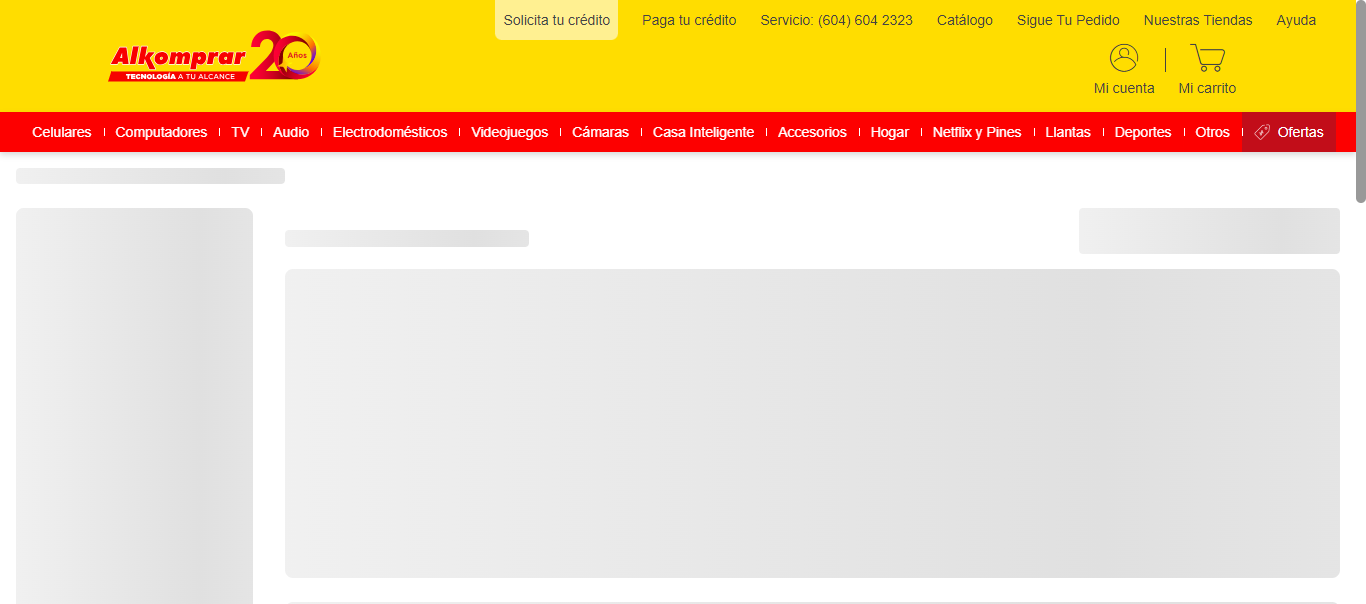 Solicita tu crédito Paga tu crédito Servicio: (604) 604 2323 Catálogo Sigue Tu Pedido Nuestras Tiendas Ayuda
Alkomprar 20 Años
TECNOLOGÍA A TU ALCANCE
Mi cuenta Mi carrito
Celulares Computadores TV Audio Electrodomésticos Videojuegos Cámaras Casa Inteligente Accesorios Hogar Netflix y Pines Llantas Deportes Otros Ofertas